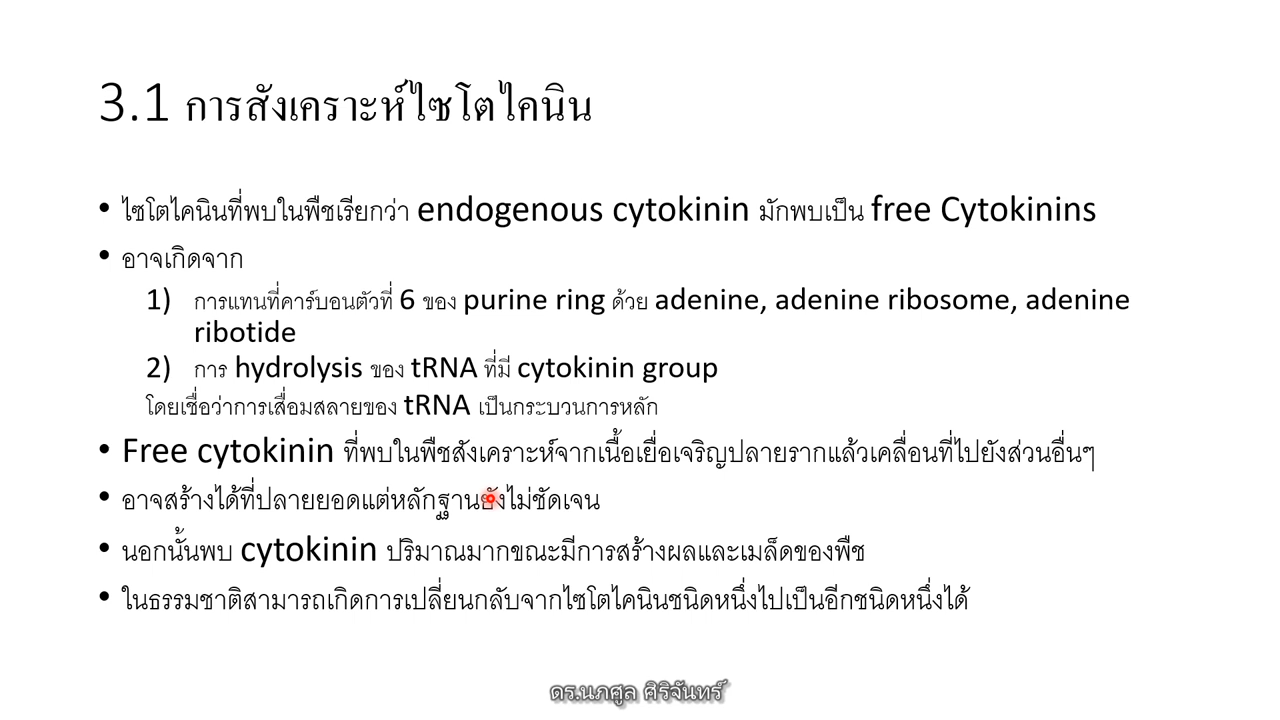 3.1 การสังเคราะห์ไซโตไคนิน
• ไซโตไคนินที่พบในพืชเรียกว่า endogenous cytokinin มักพบเป็น free Cytokinins
• อาจเกิดจาก
1) การแทนที่คาร์บอนตัวที่ 6 ของ purine ring ด้วย adenine, adenine ribosome, adenine
ribotide
2) การ hydrolysis ของ tRNA ที่มี cytokinin group
โดยเชื่อว่าการเสื่อมสลายของ tRNA เป็นกระบวนการหลัก
• Free cytokinin ที่พบในพืชสังเคราะห์จากเนื้อเยื่อเจริญปลายรากแล้วเคลื่อนที่ไปยังส่วนอื่นๆ
• อาจสร้างได้ที่ปลายยอดแต่หลักฐานยังไม่ชัดเจน
• นอกนั้นพบ cytokinin ปริมาณมากขณะมีการสร้างผลและเมล็ดของพืช
• ในธรรมชาติสามารถเกิดการเปลี่ยนกลับจากไซโตไคนินชนิดหนึ่งไปเป็นอีกชนิดหนึ่งได้
ดร.นภศูล ศิริจันทร์